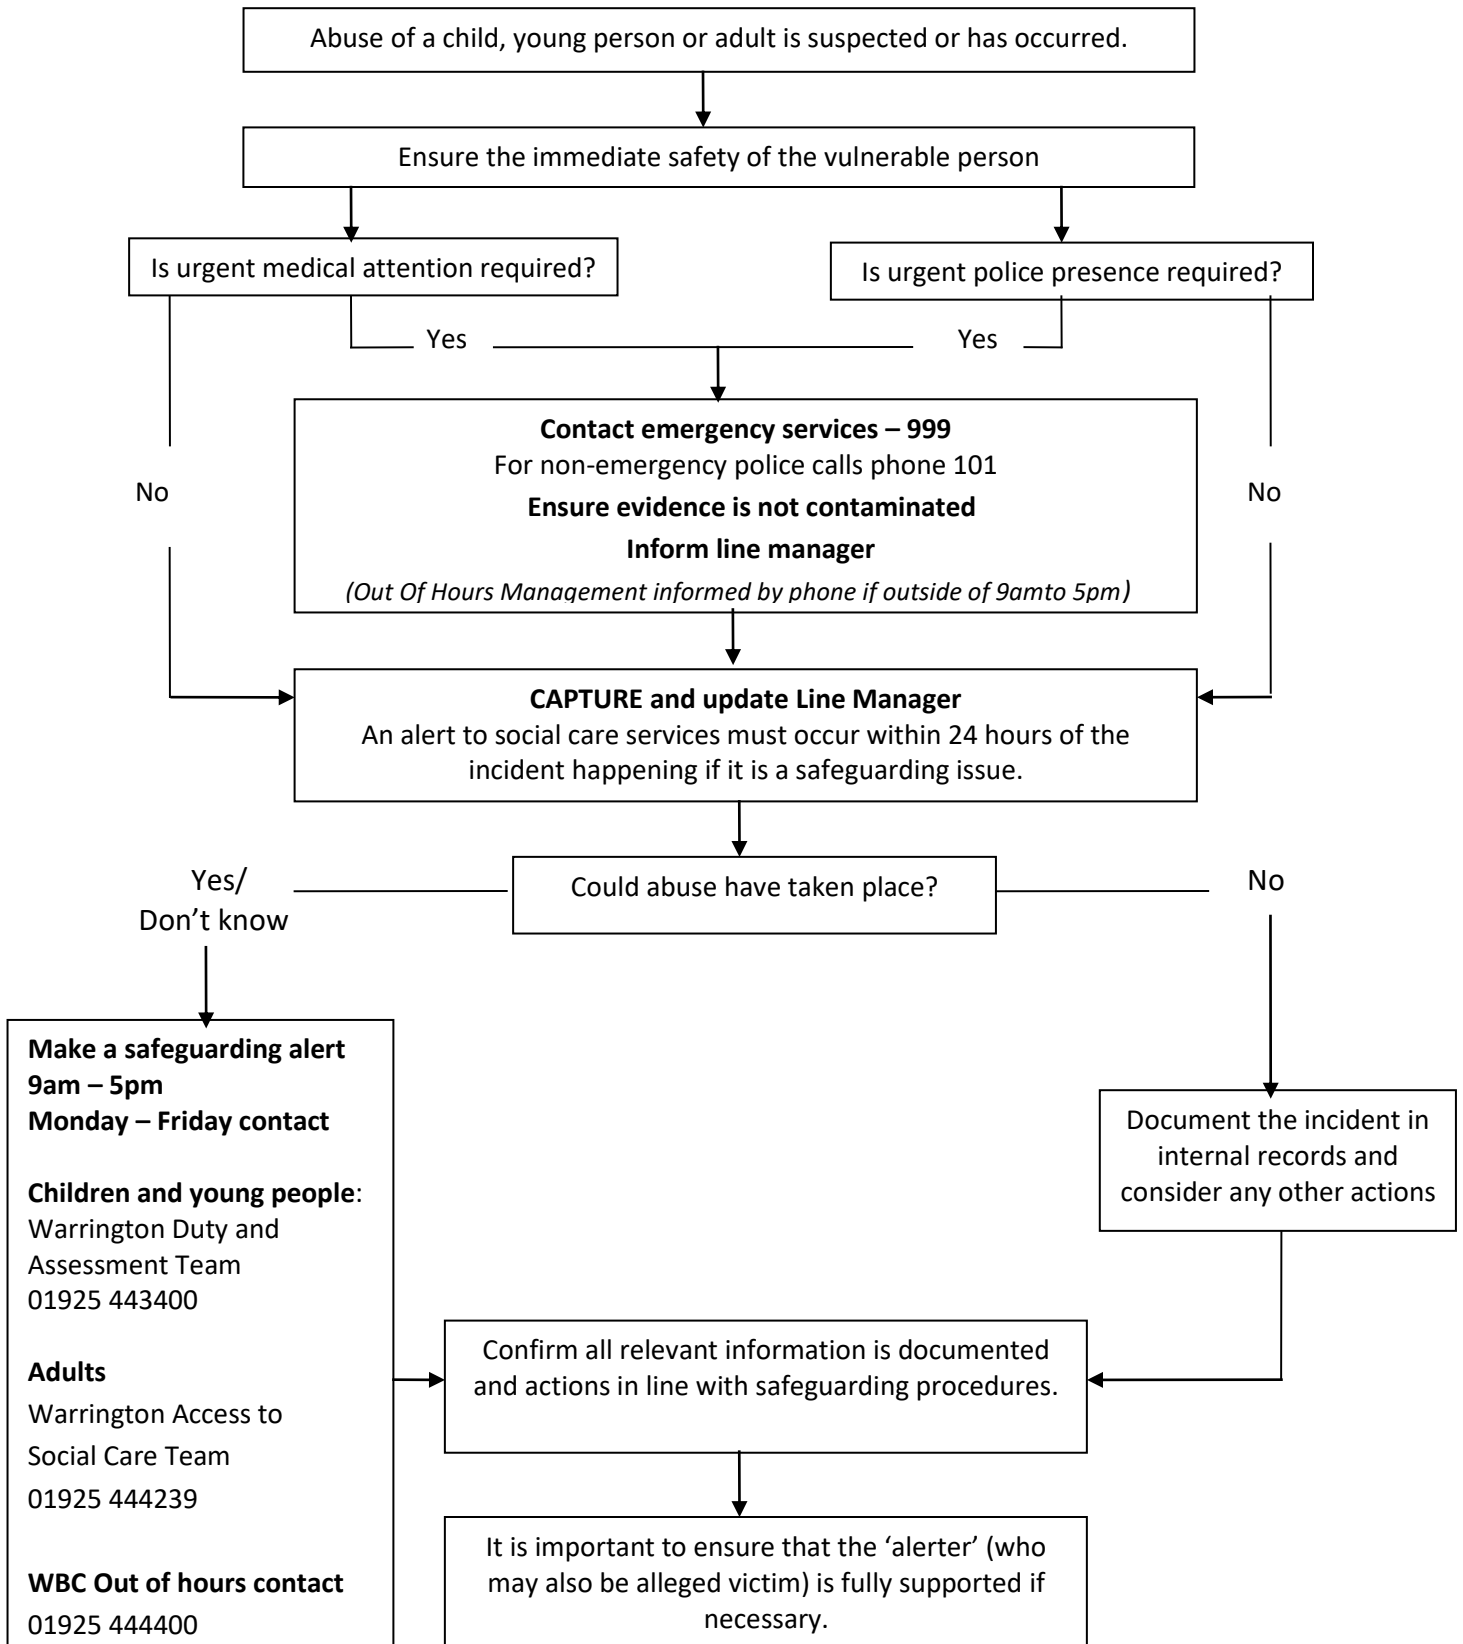 Abuse of a child, young person or adult is suspected or has occurred.
Ensure the immediate safety of the vulnerable person
Is urgent medical attention required?
Is urgent police presence required?
Yes
Yes
Contact emergency services – 999
For non-emergency police calls phone 101
Ensure evidence is not contaminated
Inform line manager
(Out Of Hours Management informed by phone if outside of 9amto 5pm)
No
No
CAPTURE and update Line Manager
An alert to social care services must occur within 24 hours of the
incident happening if it is a safeguarding issue.
Could abuse have taken place?
Yes/
Don’t know
No
Make a safeguarding alert
9am – 5pm
Monday – Friday contact
Children and young people:
Warrington Duty and
Assessment Team
01925 443400
Adults
Warrington Access to
Social Care Team
01925 444239
WBC Out of hours contact
01925 444400
Document the incident in
internal records and
consider any other actions
Confirm all relevant information is documented
and actions in line with safeguarding procedures.
It is important to ensure that the ‘alerter’ (who
may also be alleged victim) is fully supported if
necessary.